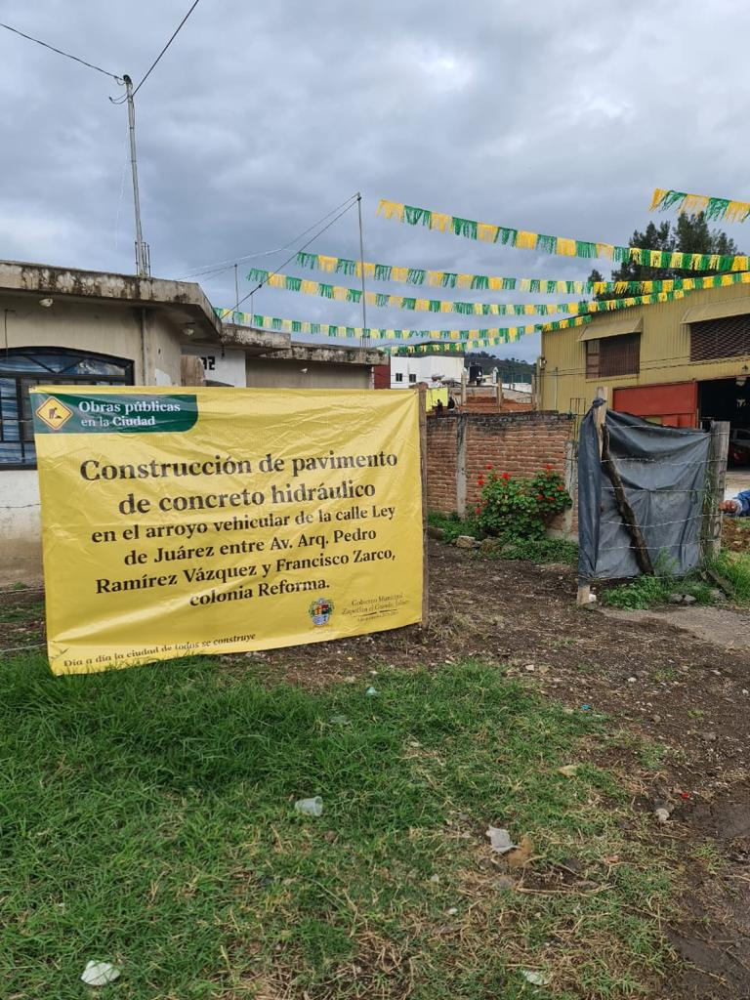 Obras públicas
en la Ciudad
Construcción de pavimento
de concreto hidráulico
en el arroyo vehicular de la calle Ley
de Juárez entre Av. Arq. Pedro
Ramírez Vázquez y Francisco Zarco,
colonia Reforma.
Gobierno Municipal
Zapotlán el Grande, Jalisco
Día a día la ciudad de todos se construye